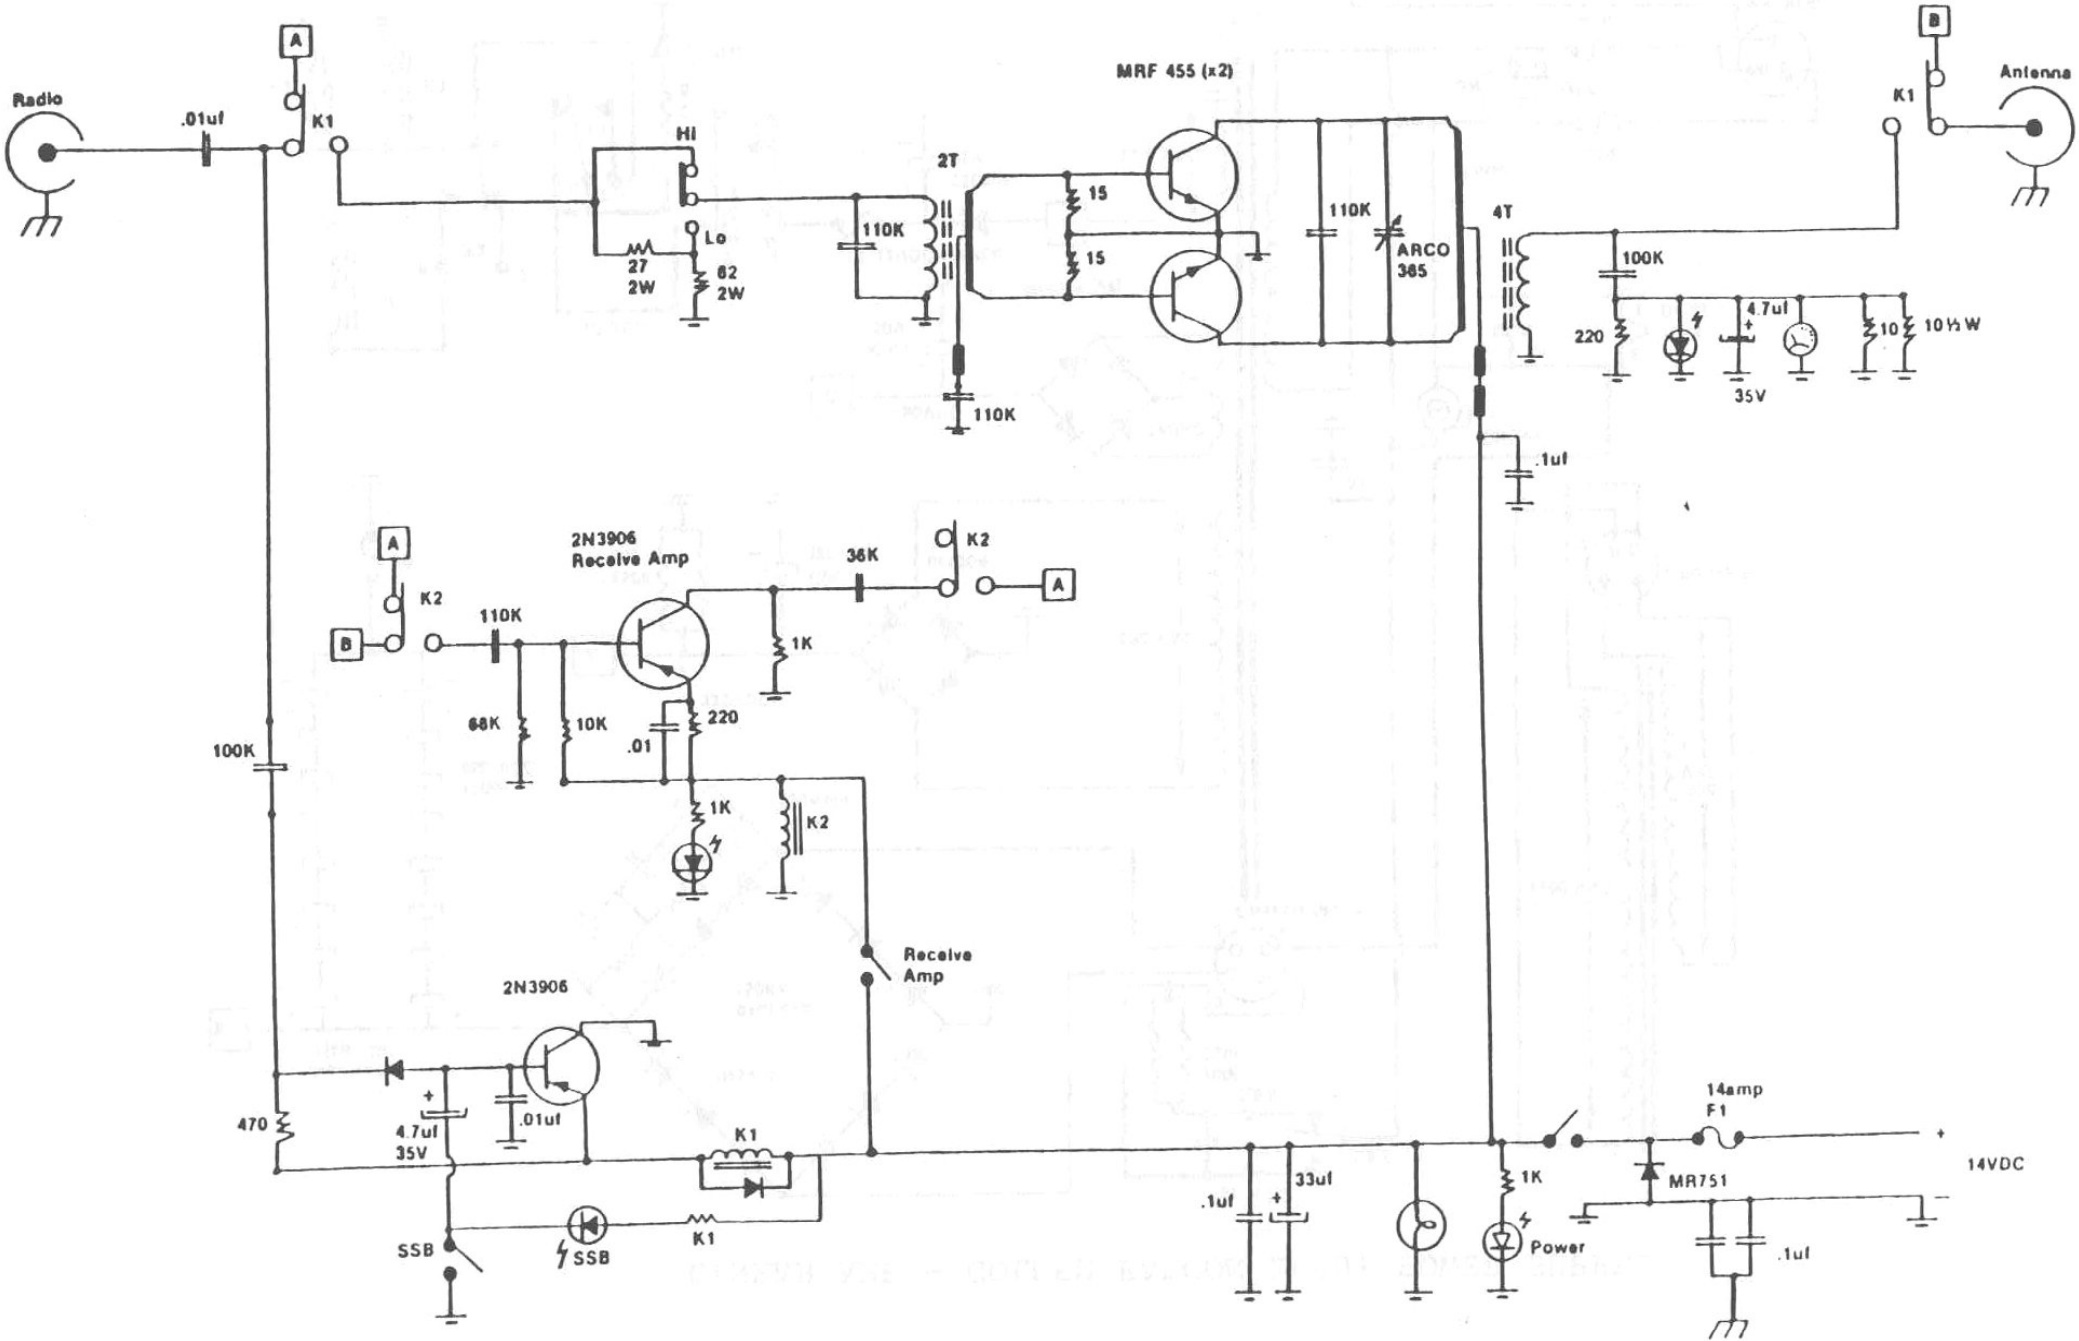 A
B
Radio
.01uf
K1
HI
Lo
27
2W
62
2W
110K
2T
110K
15
15
MRF 455 (x2)
110K
ARCO
365
4T
K1
Antenna
100K
220
4.7uf
+
35V
10
10 ½ W
.1uf
A
K2
B
110K
2N3906
Receive Amp
36K
K2
A
1K
68K
10K
.01
220
100K
1K
K2
Receive
Amp
2N3906
+
4.7uf
35V
.01uf
470
K1
SSB
SSB
K1
.1uf
+
33uf
1K
Power
14amp
F1
MR751
.1uf
+
14VDC
-